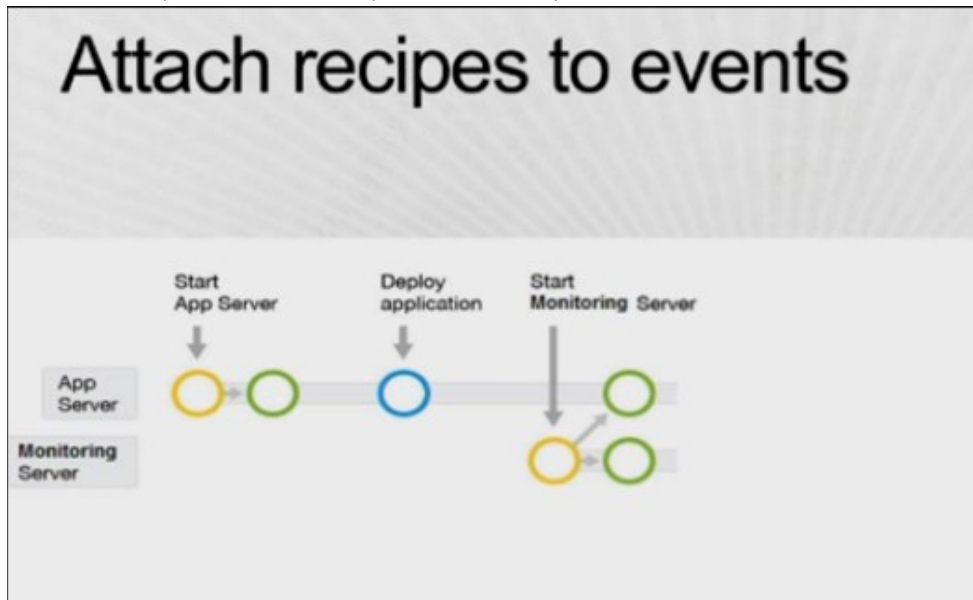 Attach recipes to events
Start
App Server
Deploy
application
Start
Monitoring Server
App
Server
Monitoring
Server